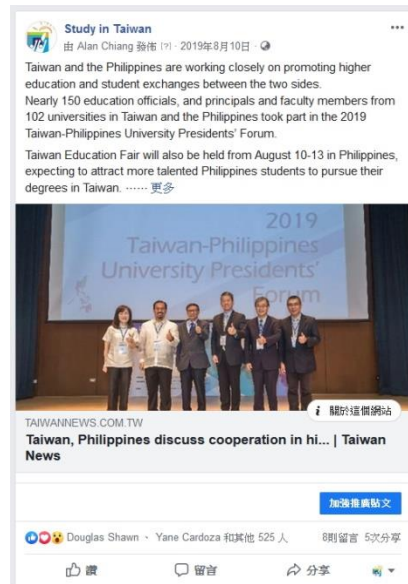 Study in Taiwan
由 Alan Chiang 發佈 [?] · 2019年8月10日 ·
Taiwan and the Philippines are working closely on promoting higher
education and student exchanges between the two sides.
Nearly 150 education officials, and principals and faculty members from
102 universities in Taiwan and the Philippines took part in the 2019
Taiwan-Philippines University Presidents' Forum.
Taiwan Education Fair will also be held from August 10-13 in Philippines,
expecting to attract more talented Philippines students to pursue their
degrees in Taiwan. …… 更多
2019
Taiwan-Philippines
University Presidents'
Forum
關於這個網站
TAIWANNEWS.COM.TW
Taiwan, Philippines discuss cooperation in hi... | Taiwan
News
加強推廣貼文
Douglas Shawn、Yane Cardoza 和其他 525 人 8則留言 5次分享
讚 留言 分享